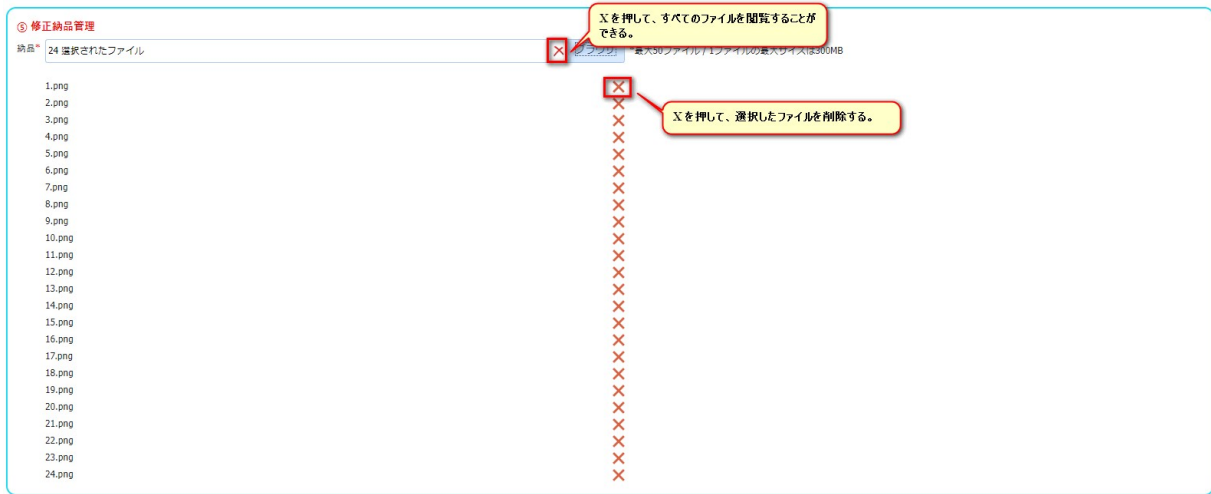 ⑤ 修正納品管理
Xを押して、すべてのファイルを閲覧することが
できる。
納品* 24 選択されたファイル
ブラウザ
*最大50ファイル / 1ファイルの最大サイズは300MB
1.png
2.png
3.png
Xを押して、選択したファイルを削除する。
4.png
5.png
6.png
7.png
8.png
9.png
10.png
11.png
12.png
13.png
14.png
15.png
16.png
17.png
18.png
19.png
20.png
21.png
22.png
23.png
24.png